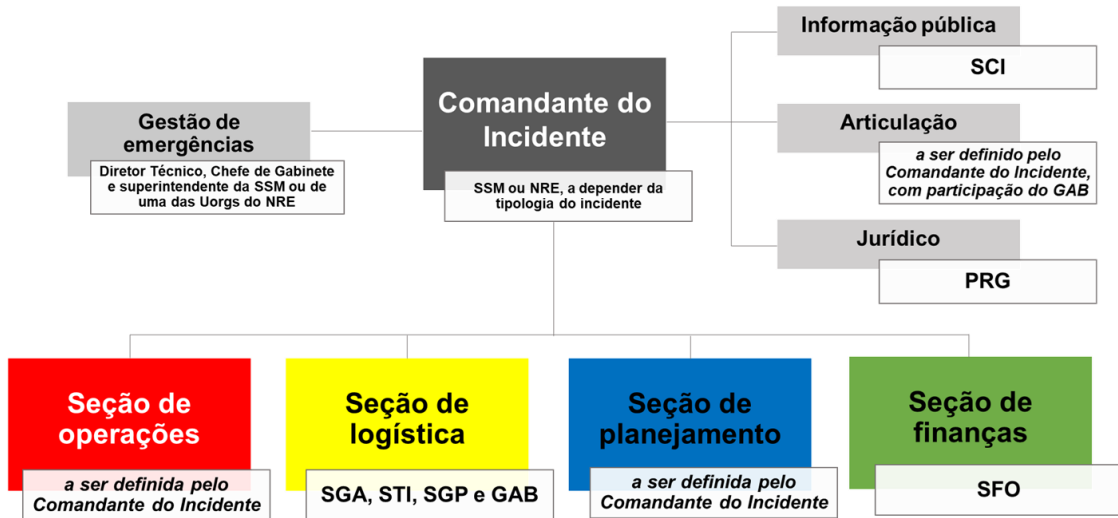 Informação pública
SCI
Comandante do
Incidente
SSM ou NRE, a depender da
tipologia do incidente
Gestão de
emergências
Diretor Técnico, Chefe de Gabinete
e superintendente da SSM ou de
uma das Uorgs do NRE
Articulação
a ser definido pelo
Comandante do Incidente,
com participação do GAB
Jurídico
PRG
Seção de
operações
a ser definida pelo
Comandante do Incidente
Seção de
logística
SGA, STI, SGP e GAB
Seção de
planejamento
a ser definida pelo
Comandante do Incidente
Seção de
finanças
SFO